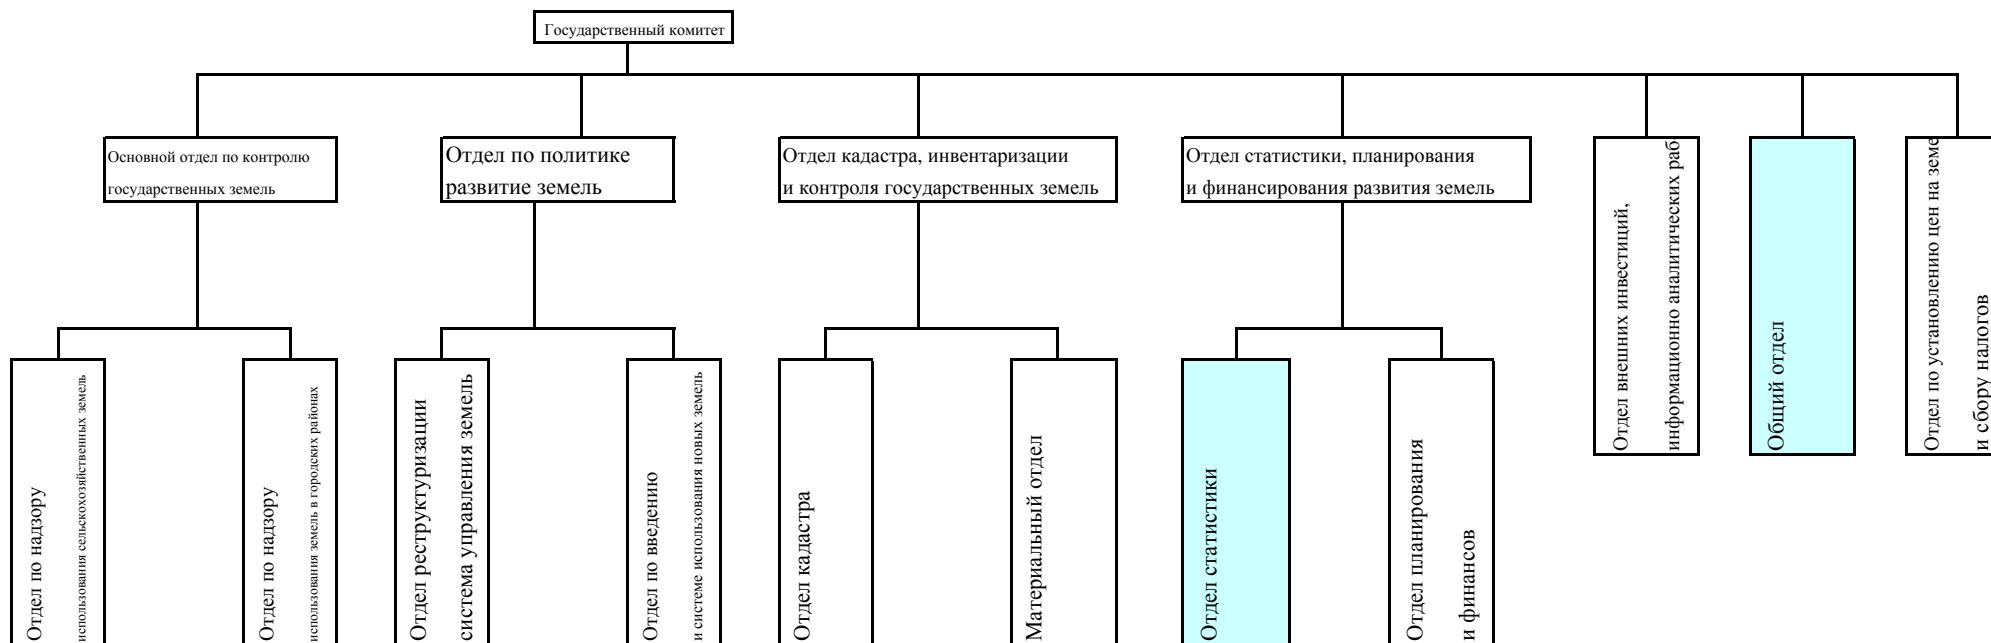 Государственный комитет
Основной отдел по контролю
государственных земель
Отдел по политике
развитие земель
Отдел кадастра, инвентаризации
и контроля государственных земель
Отдел статистики, планирования
и финансирования развития земель
Отдел внешних инвестиций,
информационно аналитических раб
Общий отдел
Отдел по установлению цен на земе
и сбору налогов
Отдел по надзору
использования сельскохозяйственных земель
Отдел по надзору
использования земель в городских районах
Отдел реструктуризации
система управления земель
Отдел по введению
и системе использования новых земель
Отдел кадастра
Материальный отдел
Отдел статистики
Отдел планирования
и финансов